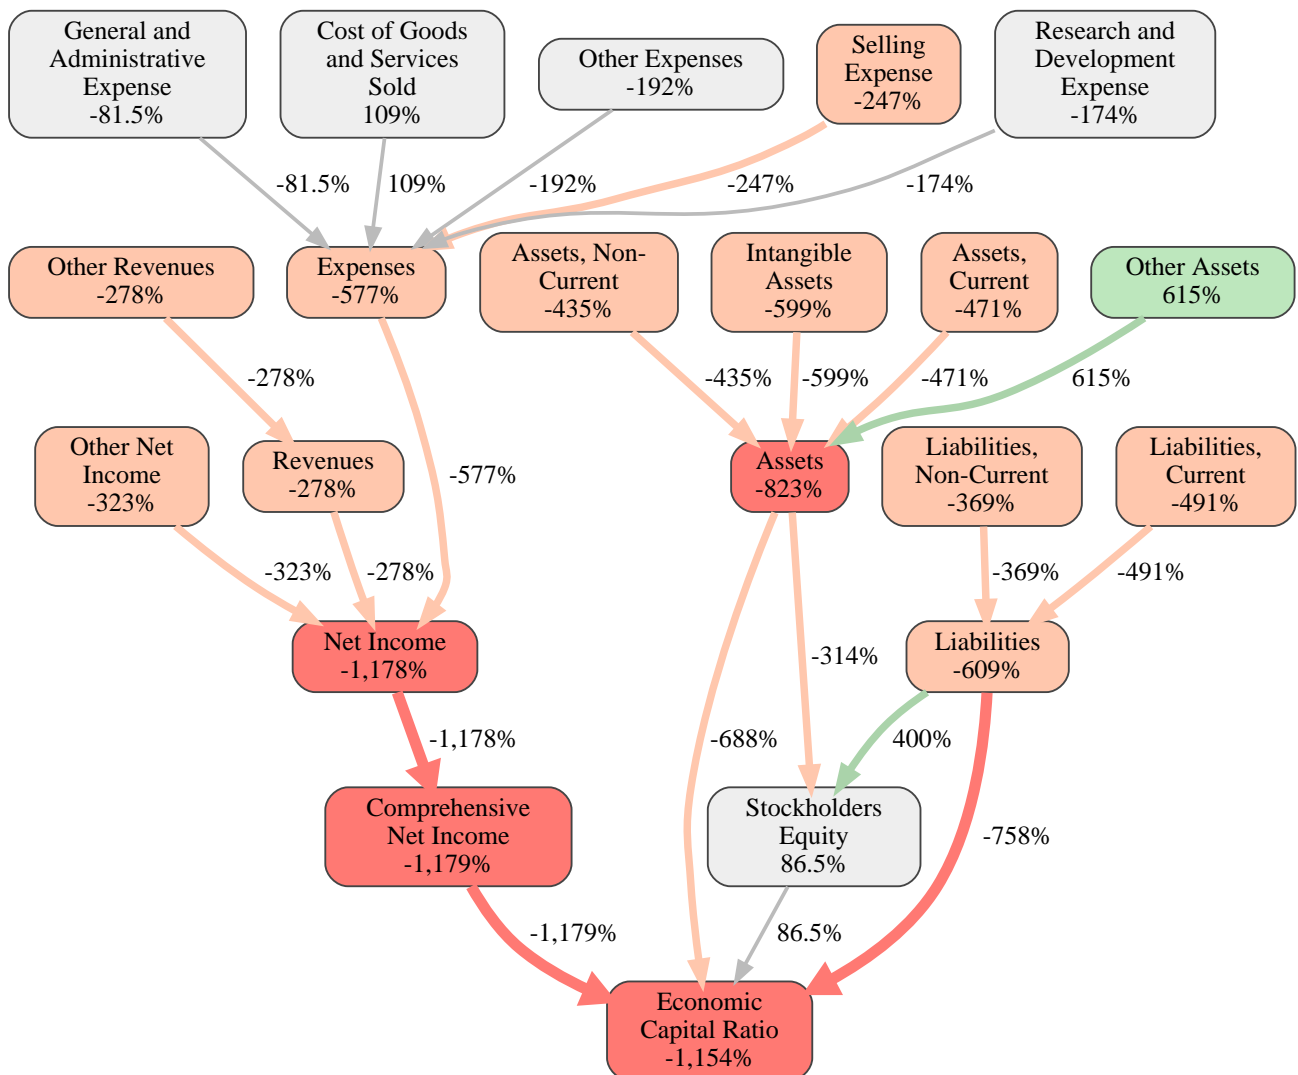 General and
Administrative
Expense
-81.5%
Cost of Goods
and Services
Sold
109%
Other Expenses
-192%
Selling
Expense
-247%
Research and
Development
Expense
-174%
-81.5%
109%
-192%
-247%
-174%
Other Revenues
-278%
Expenses
-577%
Assets, Non-
Current
-435%
Intangible
Assets
-599%
Assets,
Current
-471%
Other Assets
615%
-278%
-435%
-599%
-471%
615%
Other Net
Income
-323%
Revenues
-278%
-577%
Assets
-823%
Liabilities,
Non-Current
-369%
Liabilities,
Current
-491%
-323%
-278%
-369%
-491%
Net Income
-1,178%
-314%
Liabilities
-609%
-1,178%
-688%
400%
Comprehensive
Net Income
-1,179%
Stockholders
Equity
86.5%
-758%
-1,179%
86.5%
Economic
Capital Ratio
-1,154%